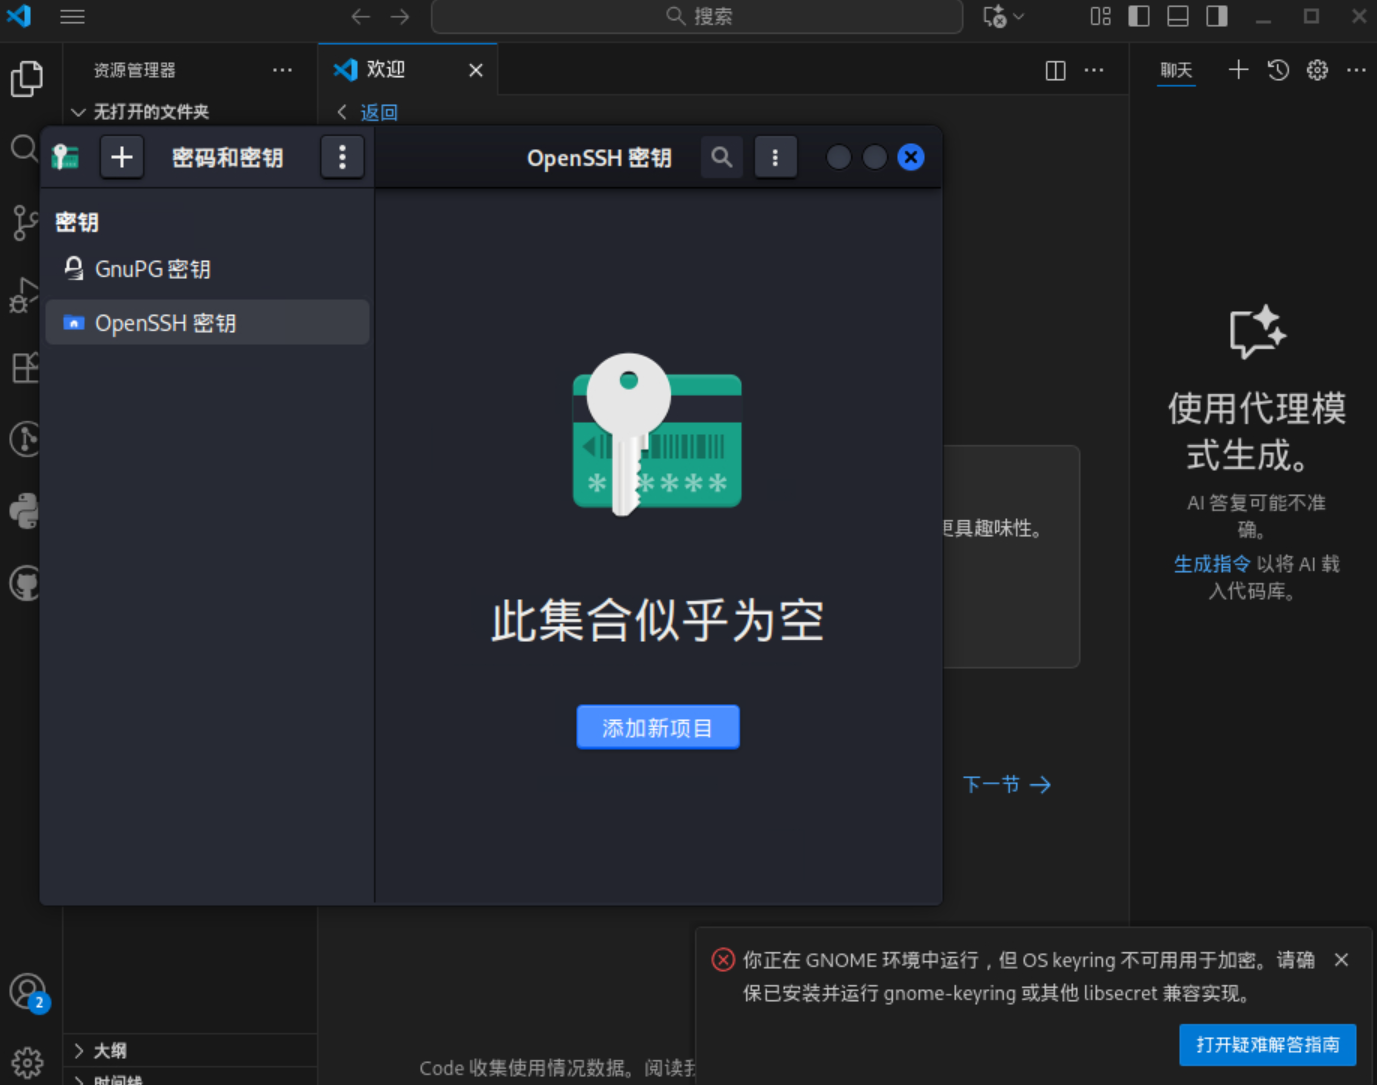 搜索
资源管理器
欢迎
聊天
无打开的文件夹
返回
密码和密钥
OpenSSH 密钥
密钥
GnuPG 密钥
OpenSSH 密钥
此集合似乎为空
添加新项目
更具趣味性。
下一节
使用代理模
式生成。
AI 答复可能不准
确。
生成指令 以将 AI 载
入代码库。
2
你正在 GNOME 环境中运行，但 OS keyring 不可用用于加密。请确
保已安装并运行 gnome-keyring 或其他 libsecret 兼容实现。
打开疑难解答指南
大纲
Code 收集使用情况数据。阅读我
时间线